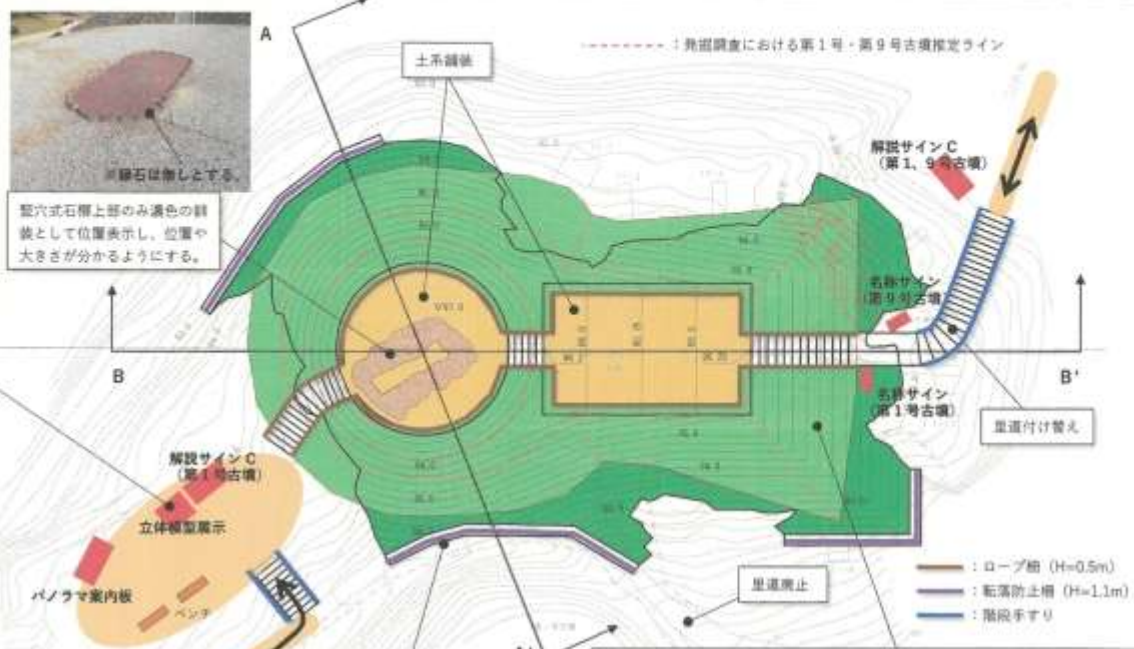 A
土系舗装
：発掘調査における第1号・第9号古墳推定ライン
※縁石は無しとする。
竪穴式石槨上部のみ濃色の舗
装として位置表示し、位置や
大きさが分かるようにする。
解説サインC
（第1、9号古墳）
名称サイン
（第9号古墳）
B
B'
名称サイン
（第1号古墳）
里道付け替え
解説サインC
（第1号古墳）
立体模型展示
パノラマ案内板
ベンチ
里道廃止
：ロープ柵（H=0.5m）
：転落防止柵（H=1.1m）
：階段手すり